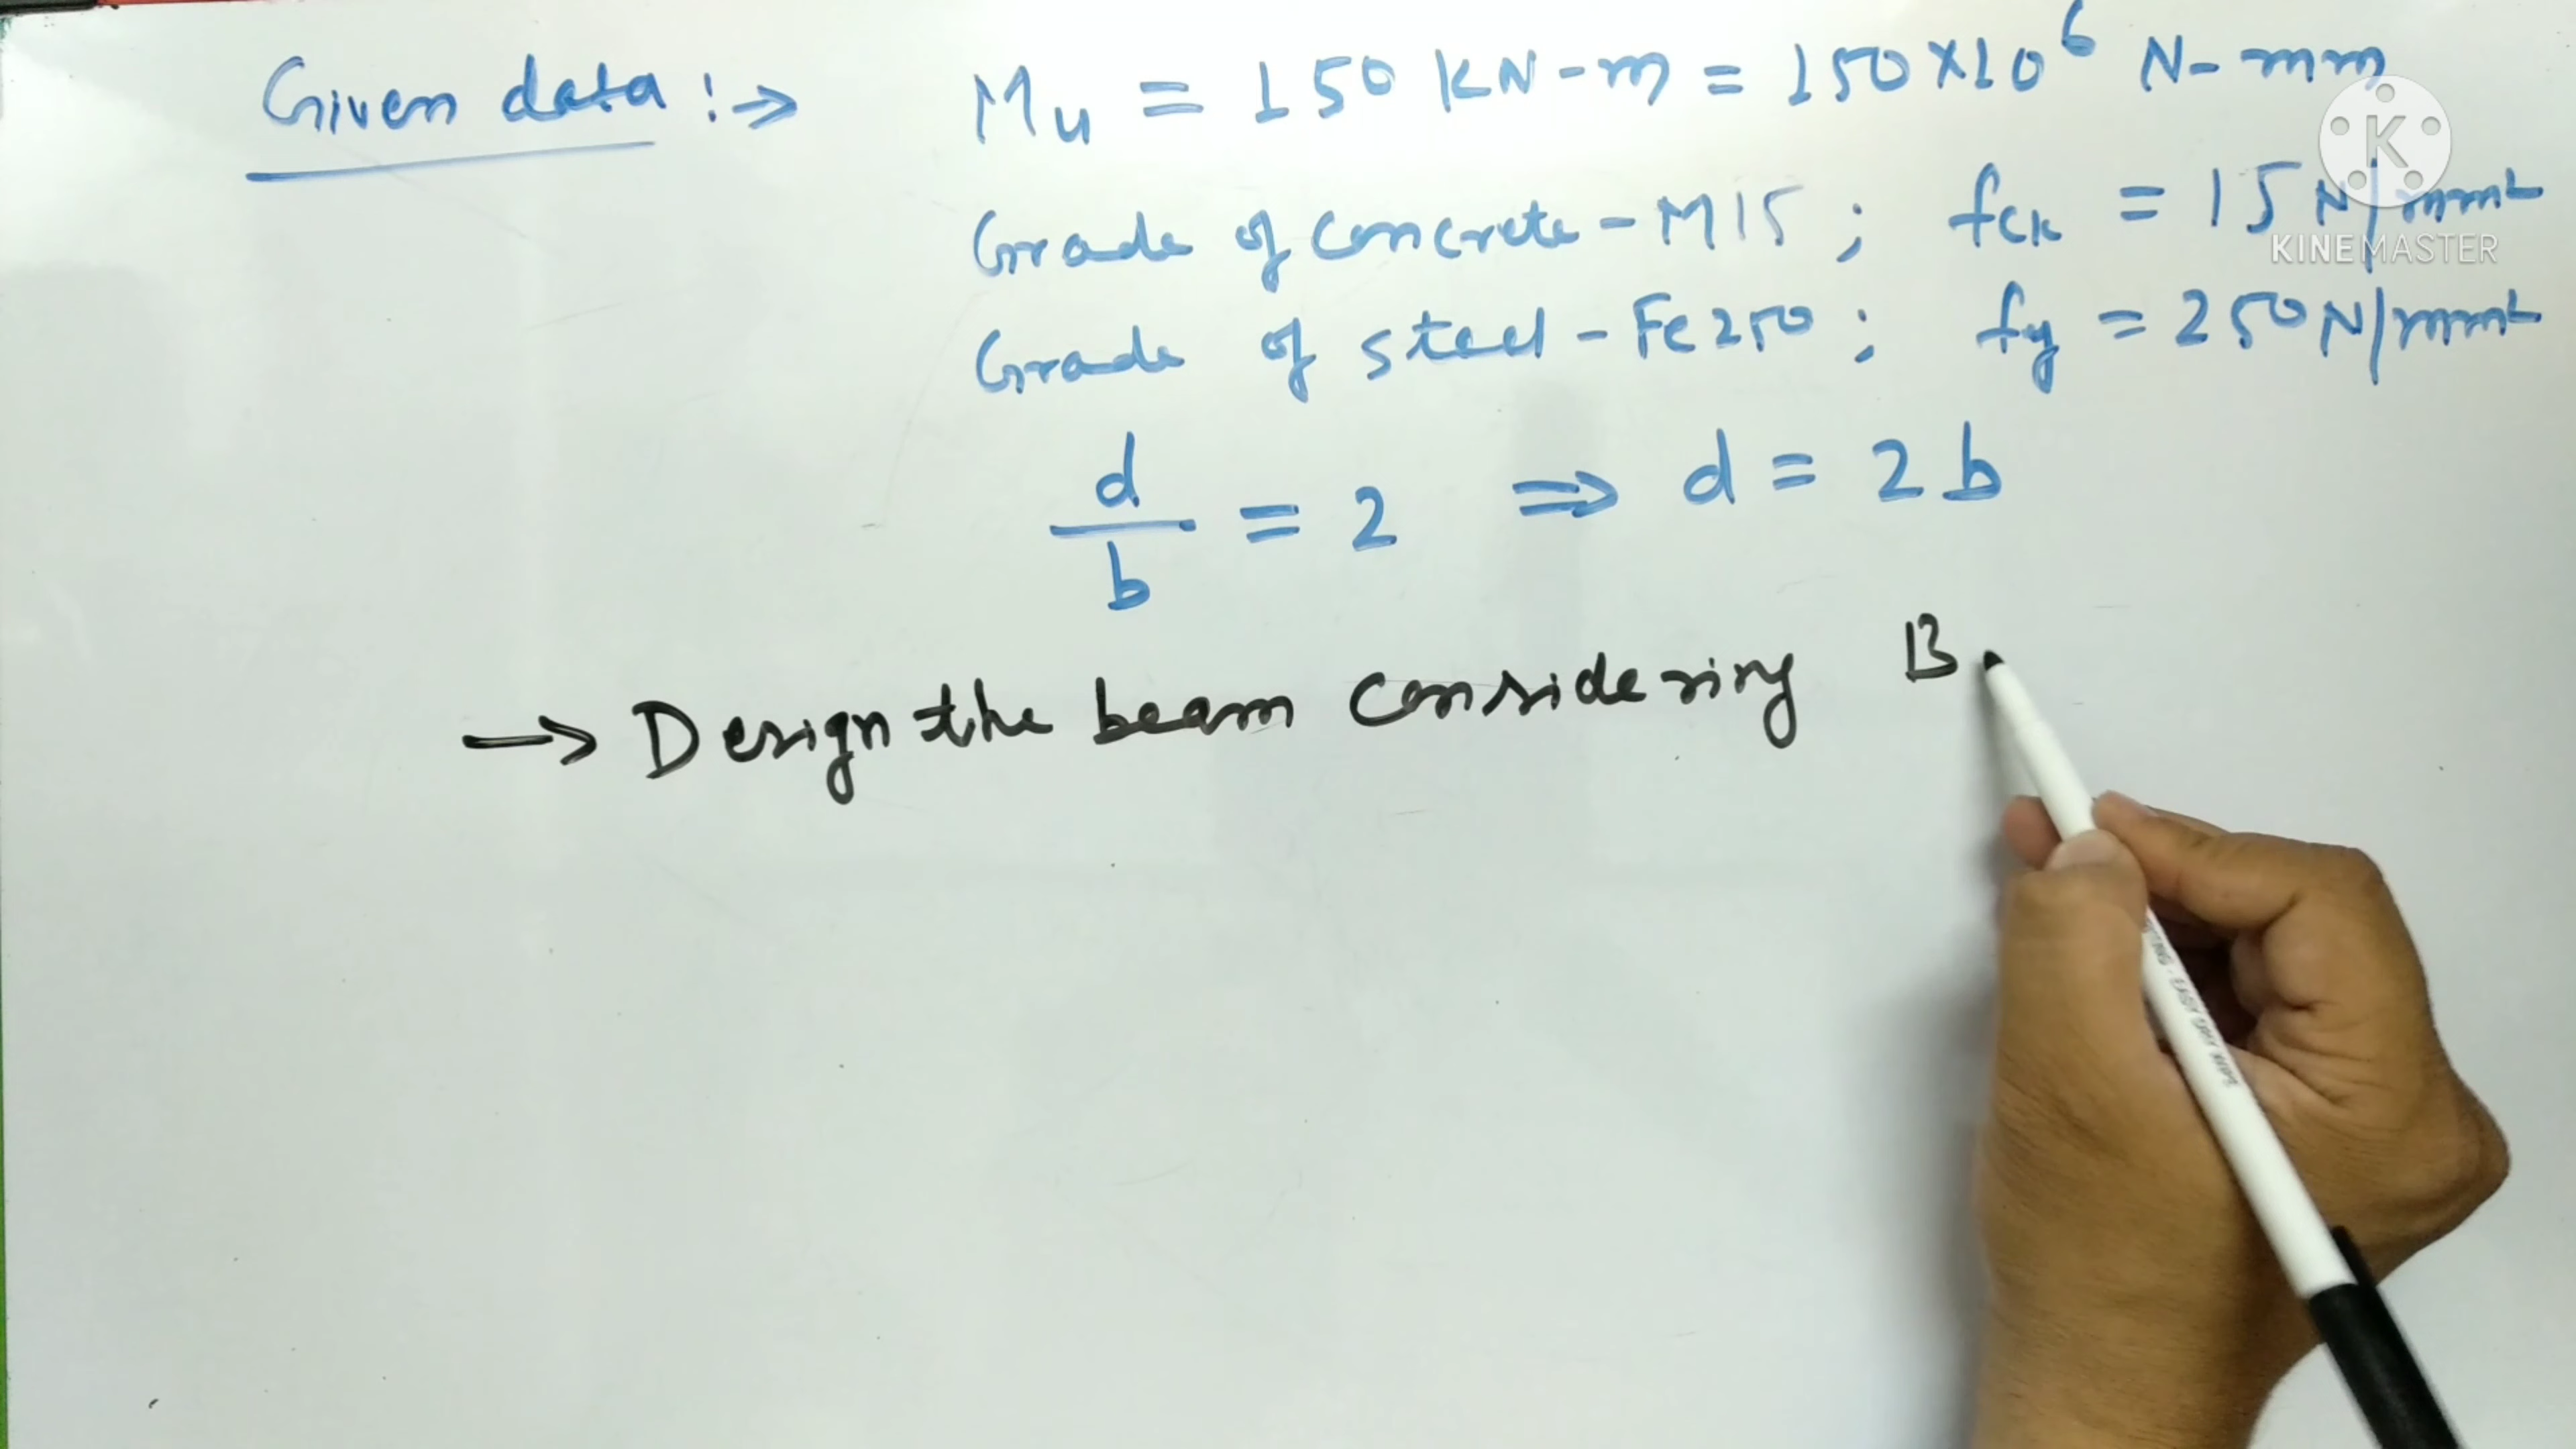 Given data :→ Mu = 150 KN-m = 150×10⁶ N-mm
Grade of concrete - M15 ; fck = 15 N/mm²
Grade of steel - Fe250 ; fy = 250 N/mm²
d/b = 2 ⇒ d = 2b
→ Design the beam considering B
K
KINEMASTER